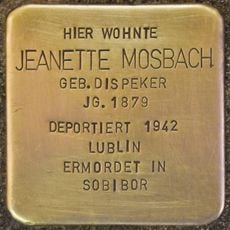 HIER WOHNTE
JEANETTE MOSBACH
GEB. DISPEKER
JG. 1879
DEPORTIERT 1942
LUBLIN
ERMORDET IN
SOBIBOR